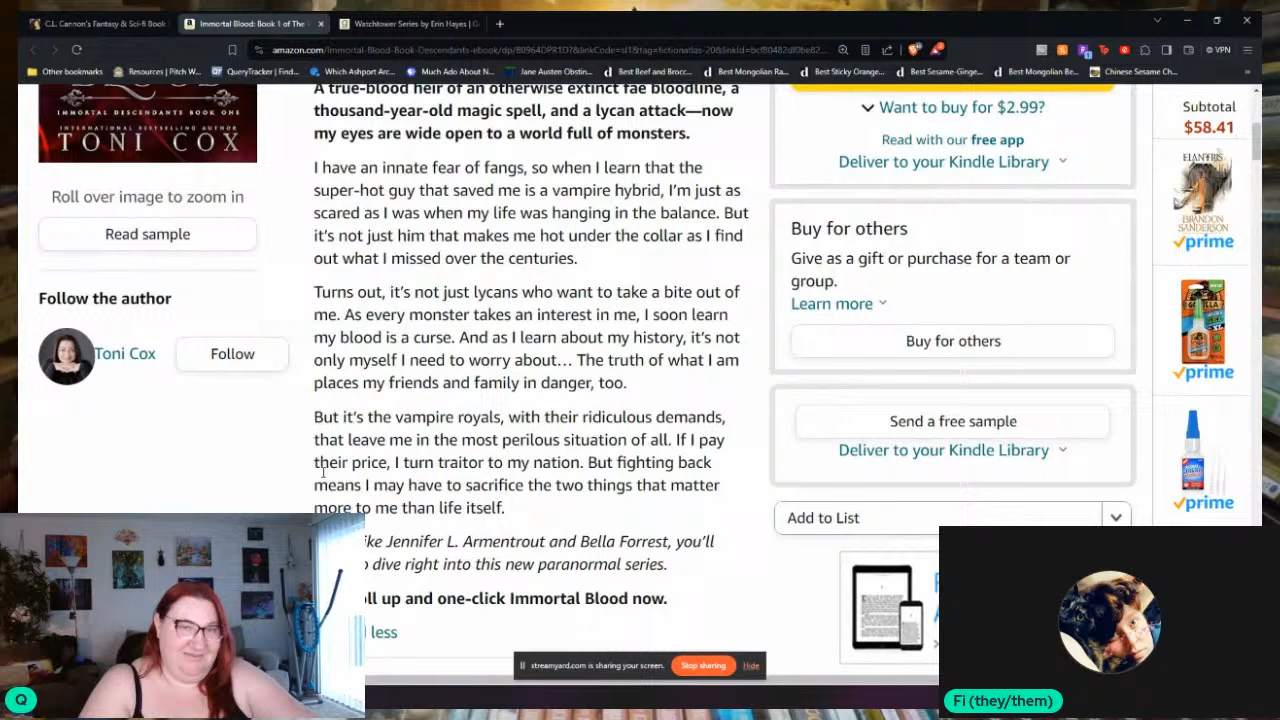 C.L. Cannon's Fantasy & Sci-fi Book
Immortal Blood: Book 1 of The
Watchtower Series by Erin Hayes | G
amazon.com/Immortal-Blood-Book-Descendants-ebook/dp/
Other bookmarks
Resources | Pitch W...
QueryTracker | Find...
Which Ashport Arc...
Much Ado About N...
Jane Austen Obstin...
Best Beef and Brocc...
Best Mongolian Ra...
Best Sticky Orange...
Best Sesame-Ginge...
Best Mongolian Be...
Chinese Sesame Ch...
VPN
IMMORTAL DESCENDANTS BOOK ONE
INTERNATIONAL BESTSELLING AUTHOR
TONI COX
Roll over image to zoom in
Read sample
Follow the author
Toni Cox
Follow
A true-blood heir of an otherwise extinct fae bloodline, a
thousand-year-old magic spell, and a lycan attack—now
my eyes are wide open to a world full of monsters.
I have an innate fear of fangs, so when I learn that the
super-hot guy that saved me is a vampire hybrid, I'm just as
scared as I was when my life was hanging in the balance. But
it's not just him that makes me hot under the collar as I find
out what I missed over the centuries.
Turns out, it's not just lycans who want to take a bite out of
me. As every monster takes an interest in me, I soon learn
my blood is a curse. And as I learn about my history, it's not
only myself I need to worry about… The truth of what I am
places my friends and family in danger, too.
But it's the vampire royals, with their ridiculous demands,
that leave me in the most perilous situation of all. If I pay
their price, I turn traitor to my nation. But fighting back
means I may have to sacrifice the two things that matter
more to me than life itself.
ike Jennifer L. Armentrout and Bella Forrest, you'll
o dive right into this new paranormal series.
oll up and one-click Immortal Blood now.
less
Want to buy for $2.99?
Read with our free app
Deliver to your Kindle Library
Buy for others
Give as a gift or purchase for a team or
group.
Learn more
Buy for others
Send a free sample
Deliver to your Kindle Library
Add to List
Subtotal
$58.41
ELANTRIS
BRANDON
SANDERSON
prime
GORILLA
prime
prime
streamyard.com is sharing your screen.
Stop sharing
Hide
Q
Fi (they/them)